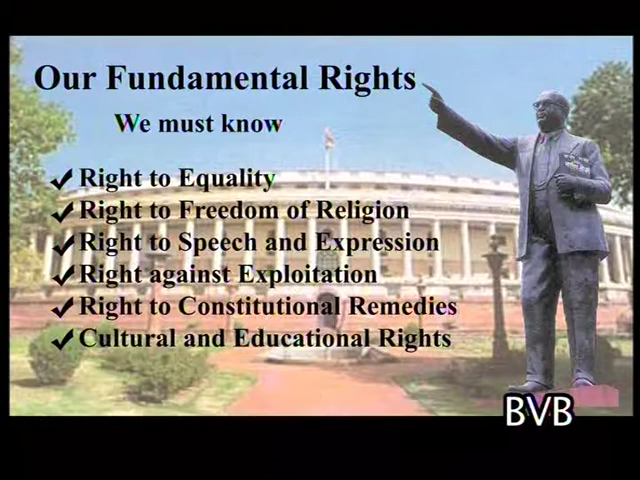 Our Fundamental Rights
We must know
Right to Equality
Right to Freedom of Religion
Right to Speech and Expression
Right against Exploitation
Right to Constitutional Remedies
Cultural and Educational Rights
BVB